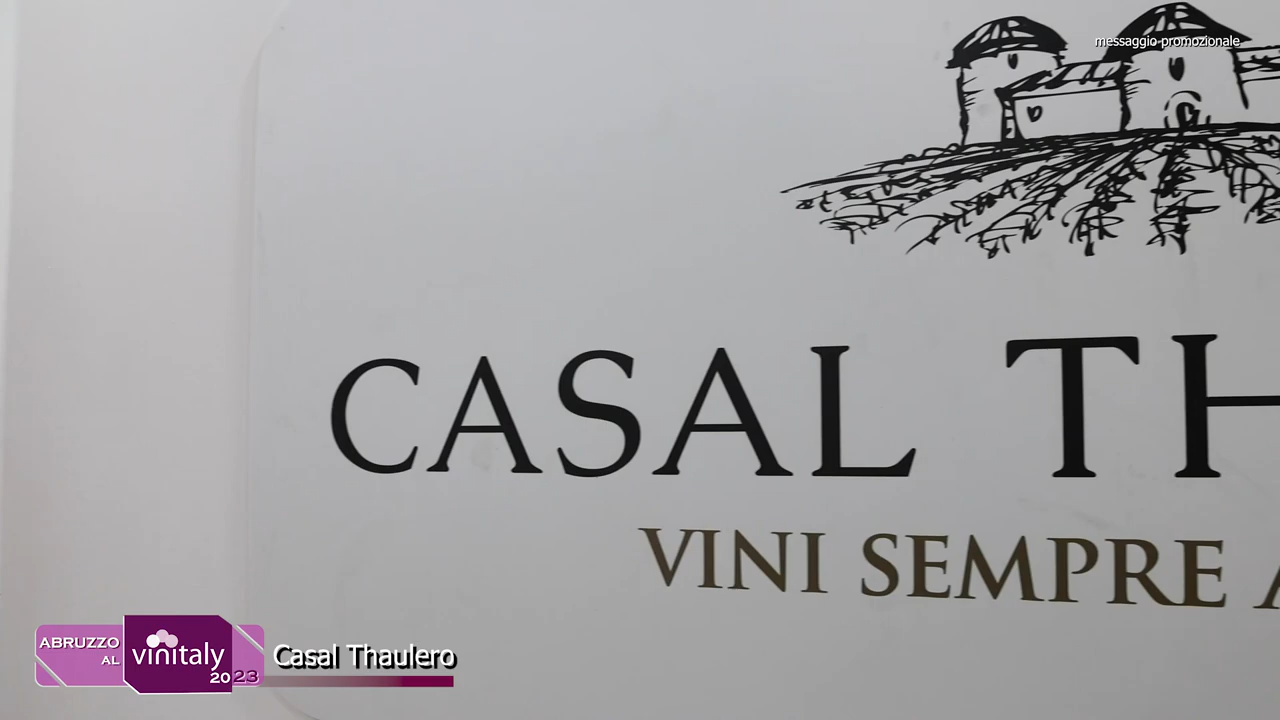 messaggio promozionale
CASAL TH
VINI SEMPRE
ABRUZZO
AL
vinitaly
2023
Casal Thaulero